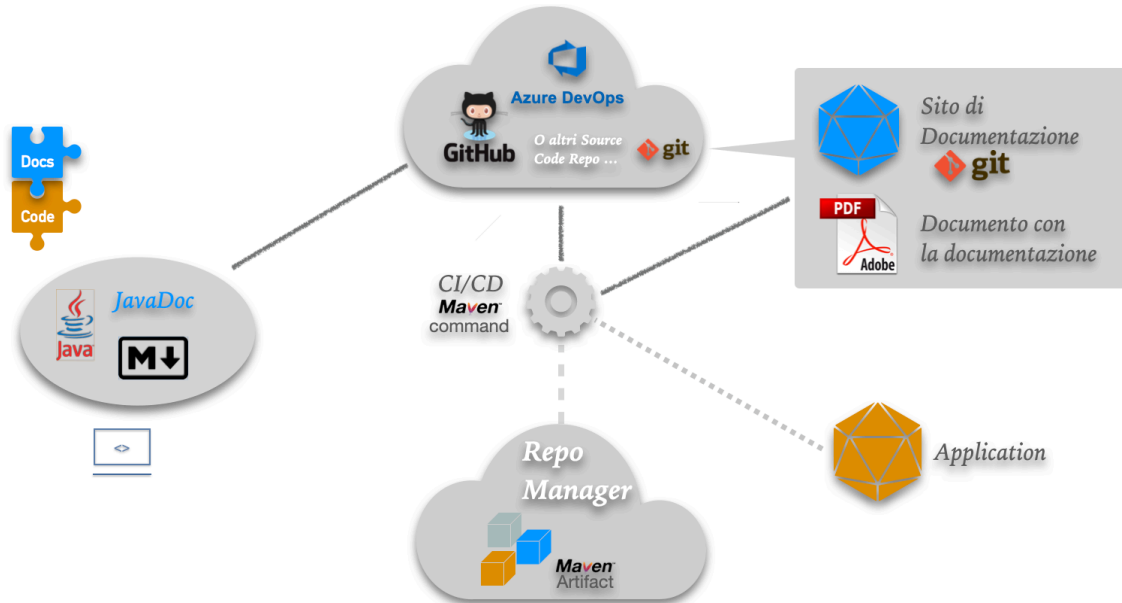 Azure DevOps
GitHub
O altri Source
Code Repo ...
git
Docs
Code
Sito di
Documentazione
git
PDF
Adobe
Documento con
la documentazione
JavaDoc
Java
M
CI/CD
Maven
command
<>
Repo
Manager
Maven
Artifact
Application